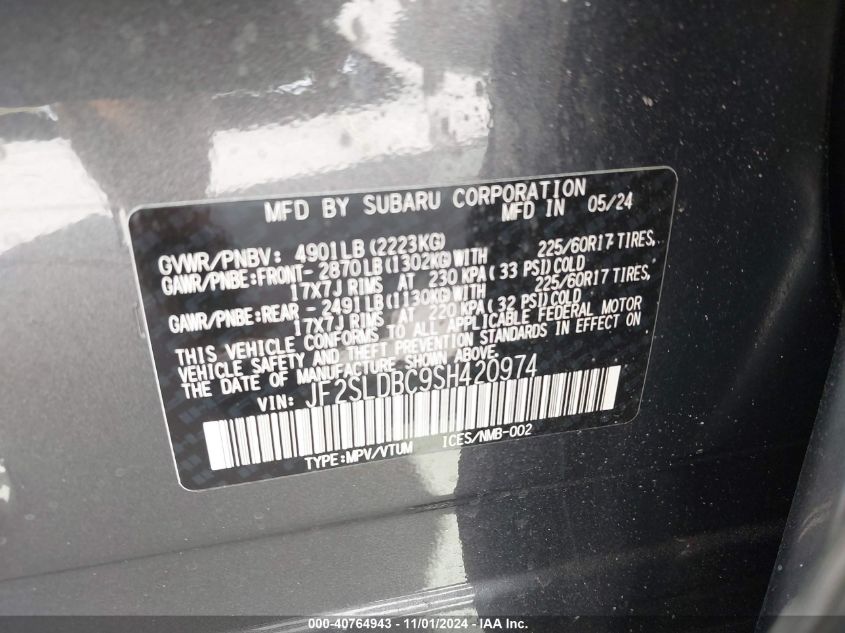 MFD BY SUBARU CORPORATION
MFD IN 05/24
GVWR/PNBV: 4901LB (2223KG)
GAWR/PNBE:FRONT- 2870LB(1302KG)WITH 225/60R17 TIRES,
17X7J RIMS AT 230 KPA(33 PSI)COLD
GAWR/PNBE:REAR - 2491LB(1130KG)WITH 225/60R17 TIRES,
17X7J RIMS AT 220 KPA(32 PSI)COLD
THIS VEHICLE CONFORMS TO ALL APPLICABLE FEDERAL MOTOR
VEHICLE SAFETY AND THEFT PREVENTION STANDARDS IN EFFECT ON
THE DATE OF MANUFACTURE SHOWN ABOVE.
VIN: JF2SLDBC9SH420974
TYPE:MPV/VTUM ICES/NMB-002
000-40764943 - 11/01/2024 - IAA Inc.